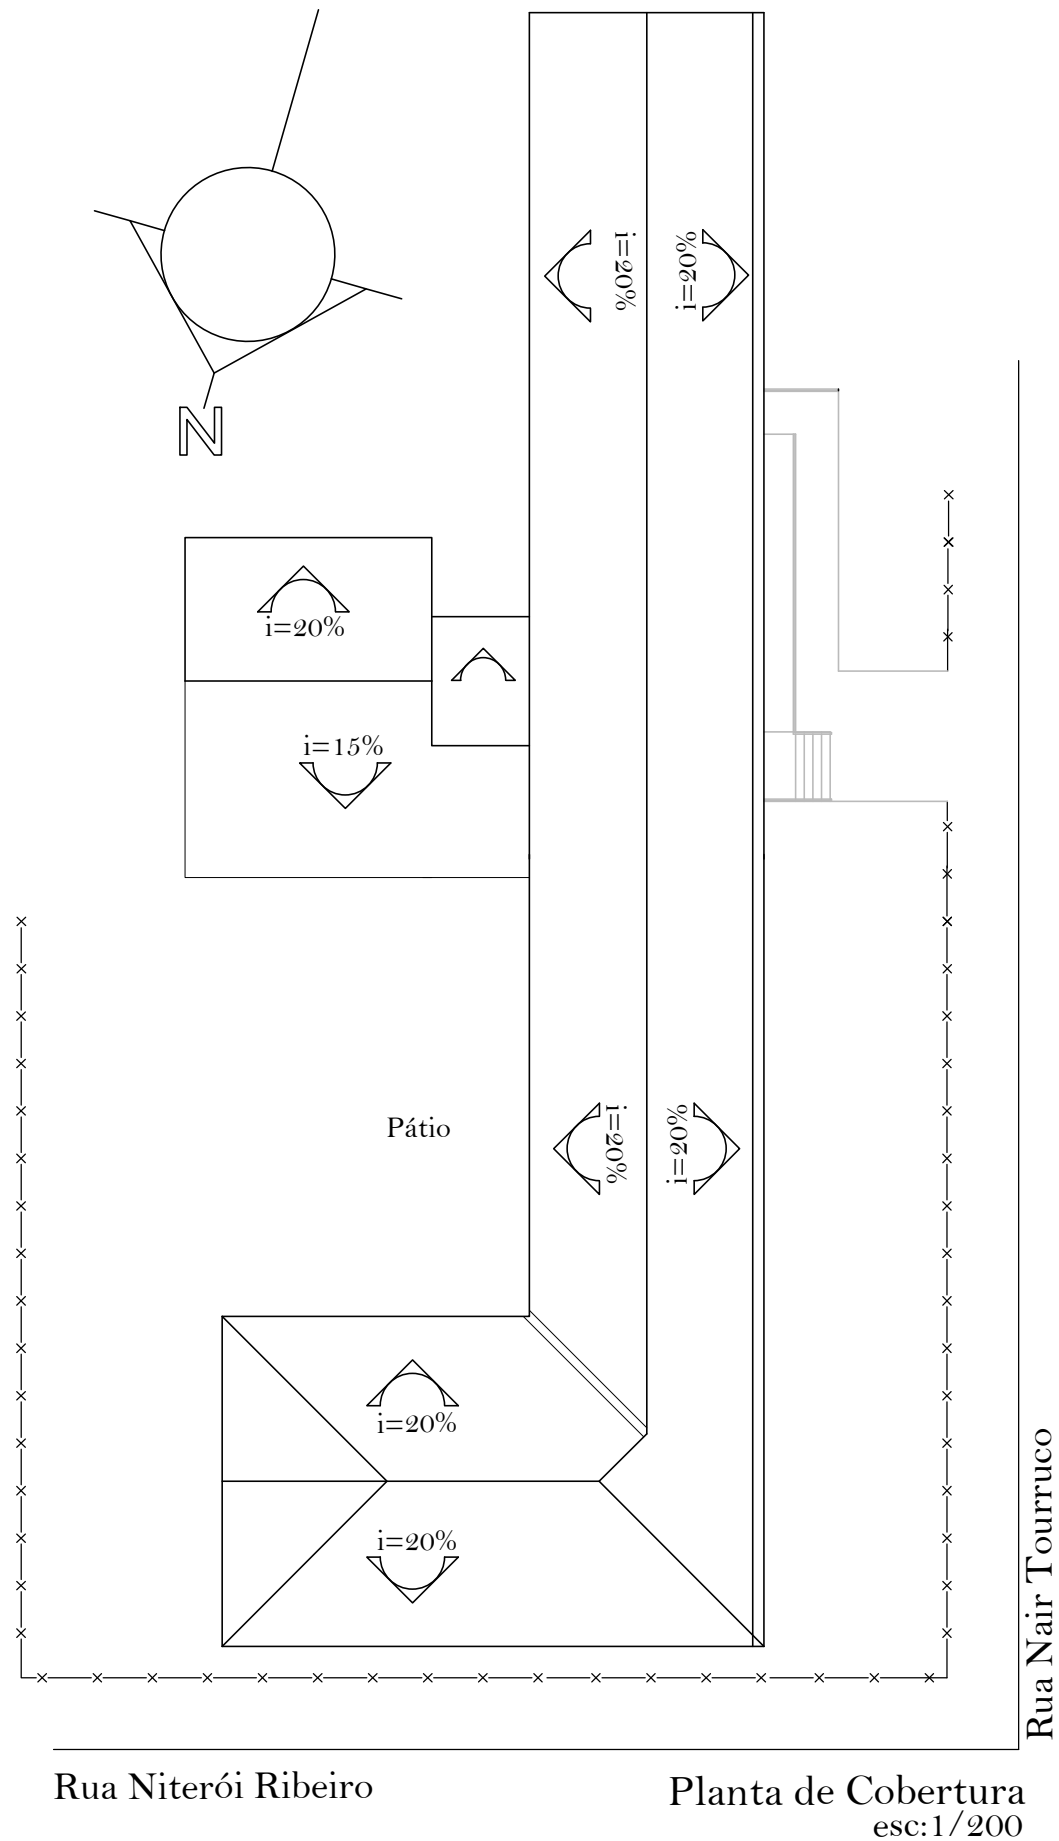 i=20%
i=20%
N
i=20%
i=15%
Pátio
i=20%
i=20%
i=20%
i=20%
Rua Nair Tourruco
Rua Niterói Ribeiro
Planta de Cobertura
esc:1/200